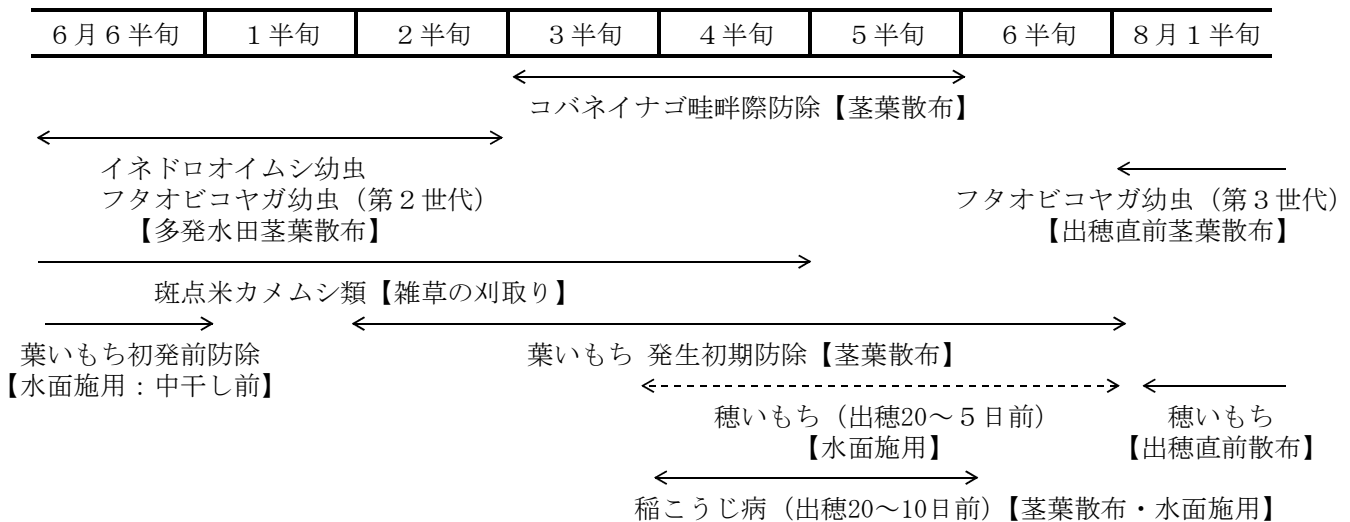 ６月６半旬 １半旬 ２半旬 ３半旬 ４半旬 ５半旬 ６半旬 ８月１半旬
コバネイナゴ畦畔際防除【茎葉散布】
イネドロオイムシ幼虫
フタオビコヤガ幼虫（第２世代）
【多発水田茎葉散布】
フタオビコヤガ幼虫（第３世代）
【出穂直前茎葉散布】
斑点米カメムシ類【雑草の刈取り】
葉いもち初発前防除
【水面施用：中干し前】
葉いもち 発生初期防除【茎葉散布】
穂いもち（出穂20～５日前）
【水面施用】
穂いもち
【出穂直前散布】
稲こうじ病（出穂20～10日前）【茎葉散布・水面施用】